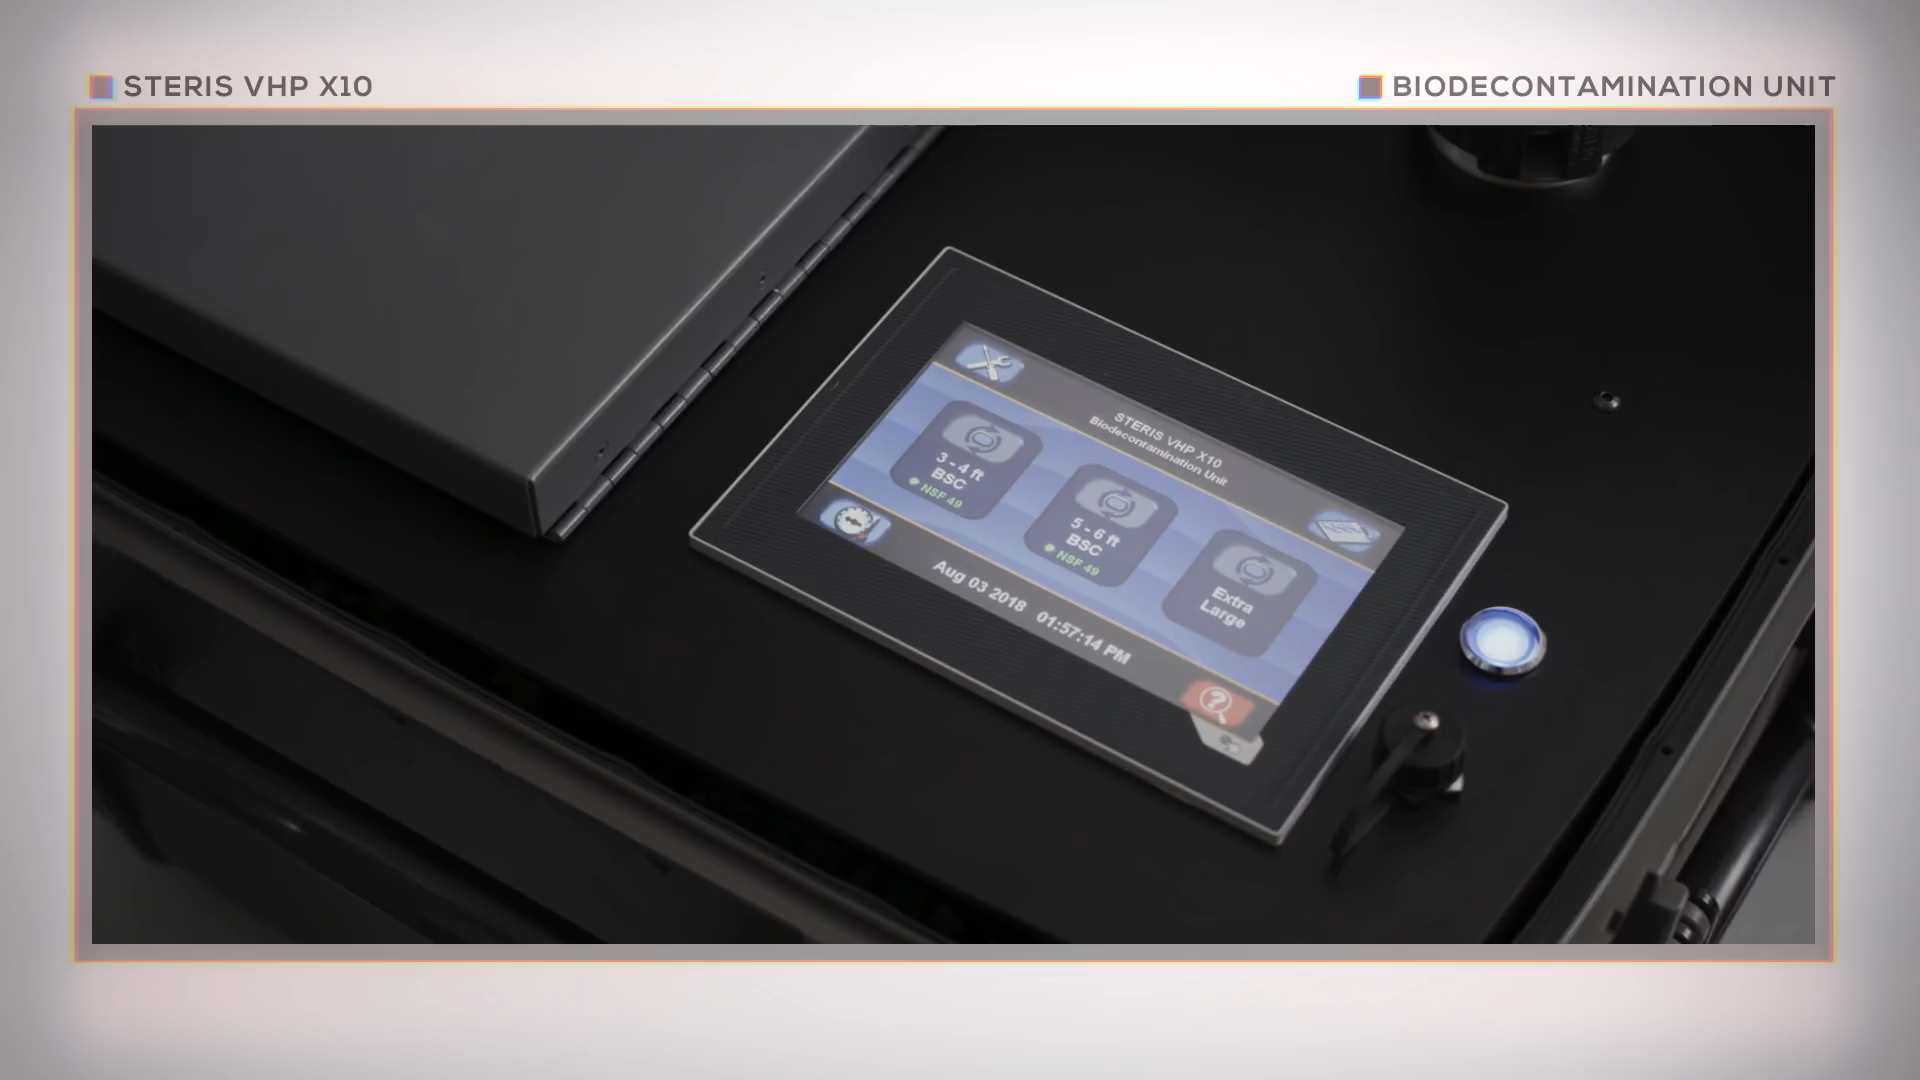 STERIS VHP X10
BIODECONTAMINATION UNIT
STERIS VHP X10
Biodecontamination Unit
3 - 4 ft
BSC
NSF 49
5 - 6 ft
BSC
NSF 49
Extra
Large
Aug 03 2018 01:57:14 PM